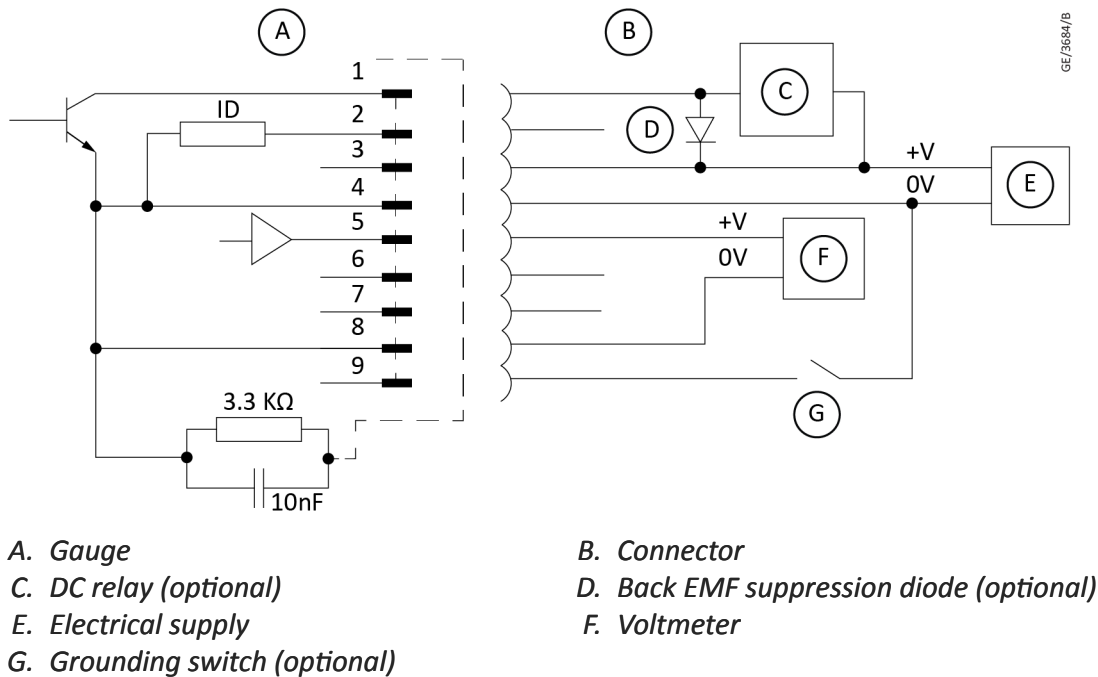 A
B
GE/3684/B
1
C
ID
2
D
3
+V
E
4
0V
5
+V
6
0V
F
7
8
9
G
3.3 KΩ
10nF
A. Gauge
B. Connector
C. DC relay (optional)
D. Back EMF suppression diode (optional)
E. Electrical supply
F. Voltmeter
G. Grounding switch (optional)